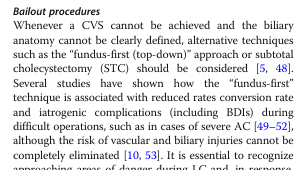 Bailout procedures
Whenever a CVS cannot be achieved and the biliary
anatomy cannot be clearly defined, alternative techniques
such as the “fundus-first (top-down)” approach or subtotal
cholecystectomy (STC) should be considered [5, 48].
Several studies have shown how the “fundus-first”
technique is associated with reduced rates conversion rate
and iatrogenic complications (including BDIs) during
difficult operations, such as in cases of severe AC [49–52],
although the risk of vascular and biliary injuries cannot be
completely eliminated [10, 53]. It is essential to recognize
approaching areas of danger during LC and, in response,